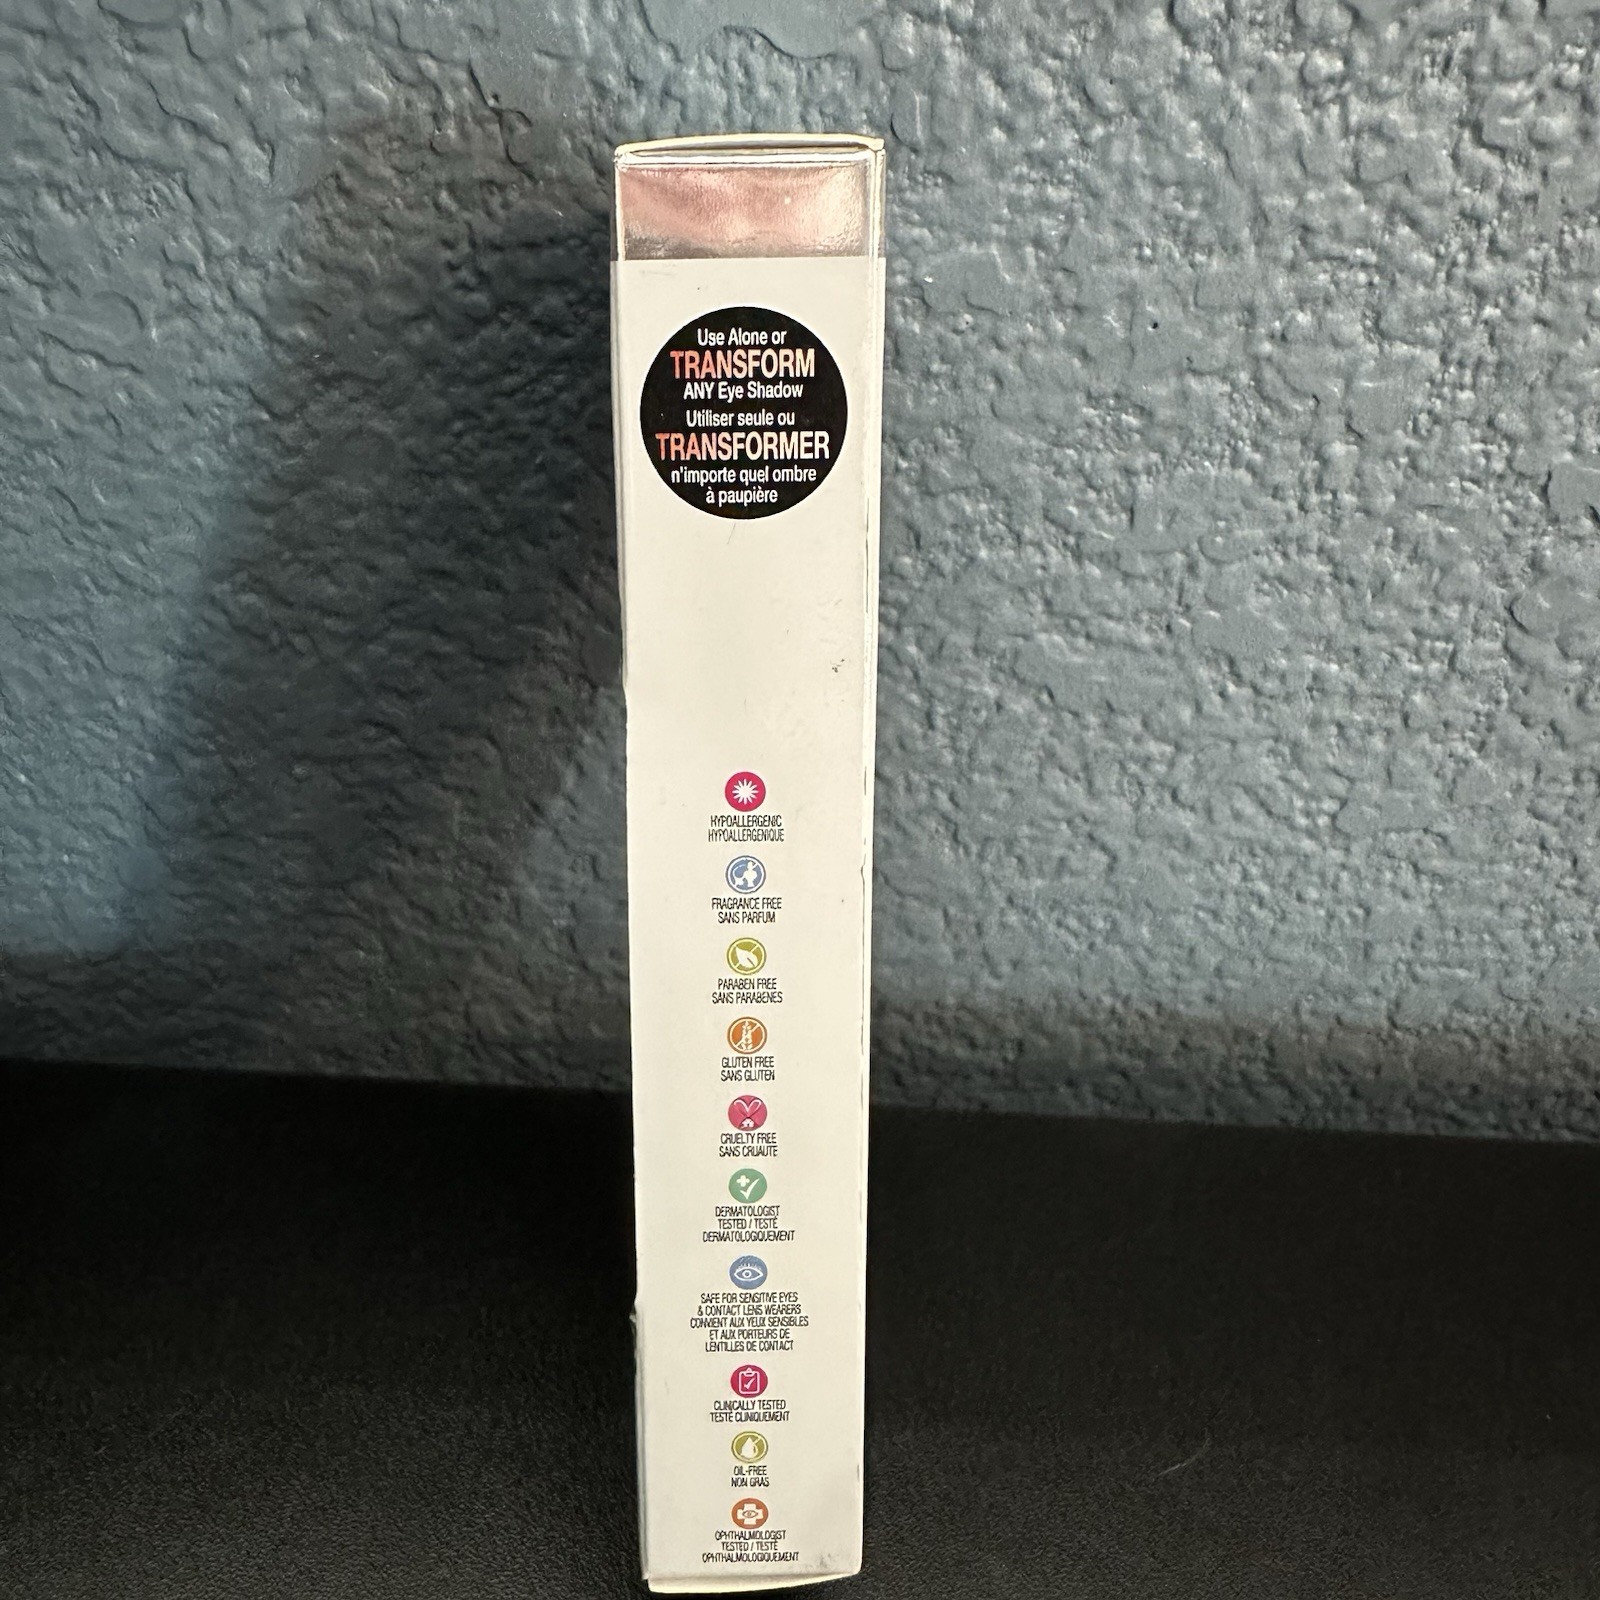 Use Alone or
TRANSFORM
ANY Eye Shadow
Utiliser seule ou
TRANSFORMER
n'importe quel ombre
à paupière
HYPOALLERGENIC
HYPOALLERGENIQUE
FRAGRANCE FREE
SANS PARFUM
PARABEN FREE
SANS PARABENES
GLUTEN FREE
SANS GLUTEN
CRUELTY FREE
SANS CRUAUTE
DERMATOLOGIST
TESTED / TESTÉ
DERMATOLOGIQUEMENT
SAFE FOR SENSITIVE EYES
& CONTACT LENS WEARERS
CONVIENT AUX YEUX SENSIBLES
ET AUX PORTEURS DE
LENTILLES DE CONTACT
CLINICALLY TESTED
TESTÉ CLINIQUEMENT
OIL-FREE
NON GRAS
OPHTHALMOLOGIST
TESTED / TESTÉ
OPHTHALMOLOGIQUEMENT